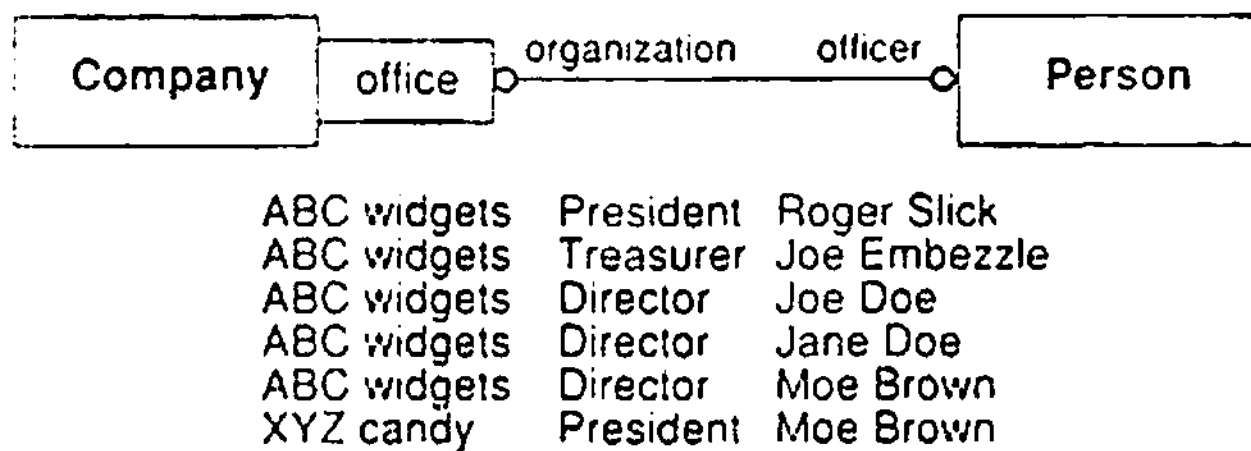 Company office organization officer Person
ABC widgets President Roger Slick
ABC widgets Treasurer Joe Embezzle
ABC widgets Director Joe Doe
ABC widgets Director Jane Doe
ABC widgets Director Moe Brown
XYZ candy President Moe Brown